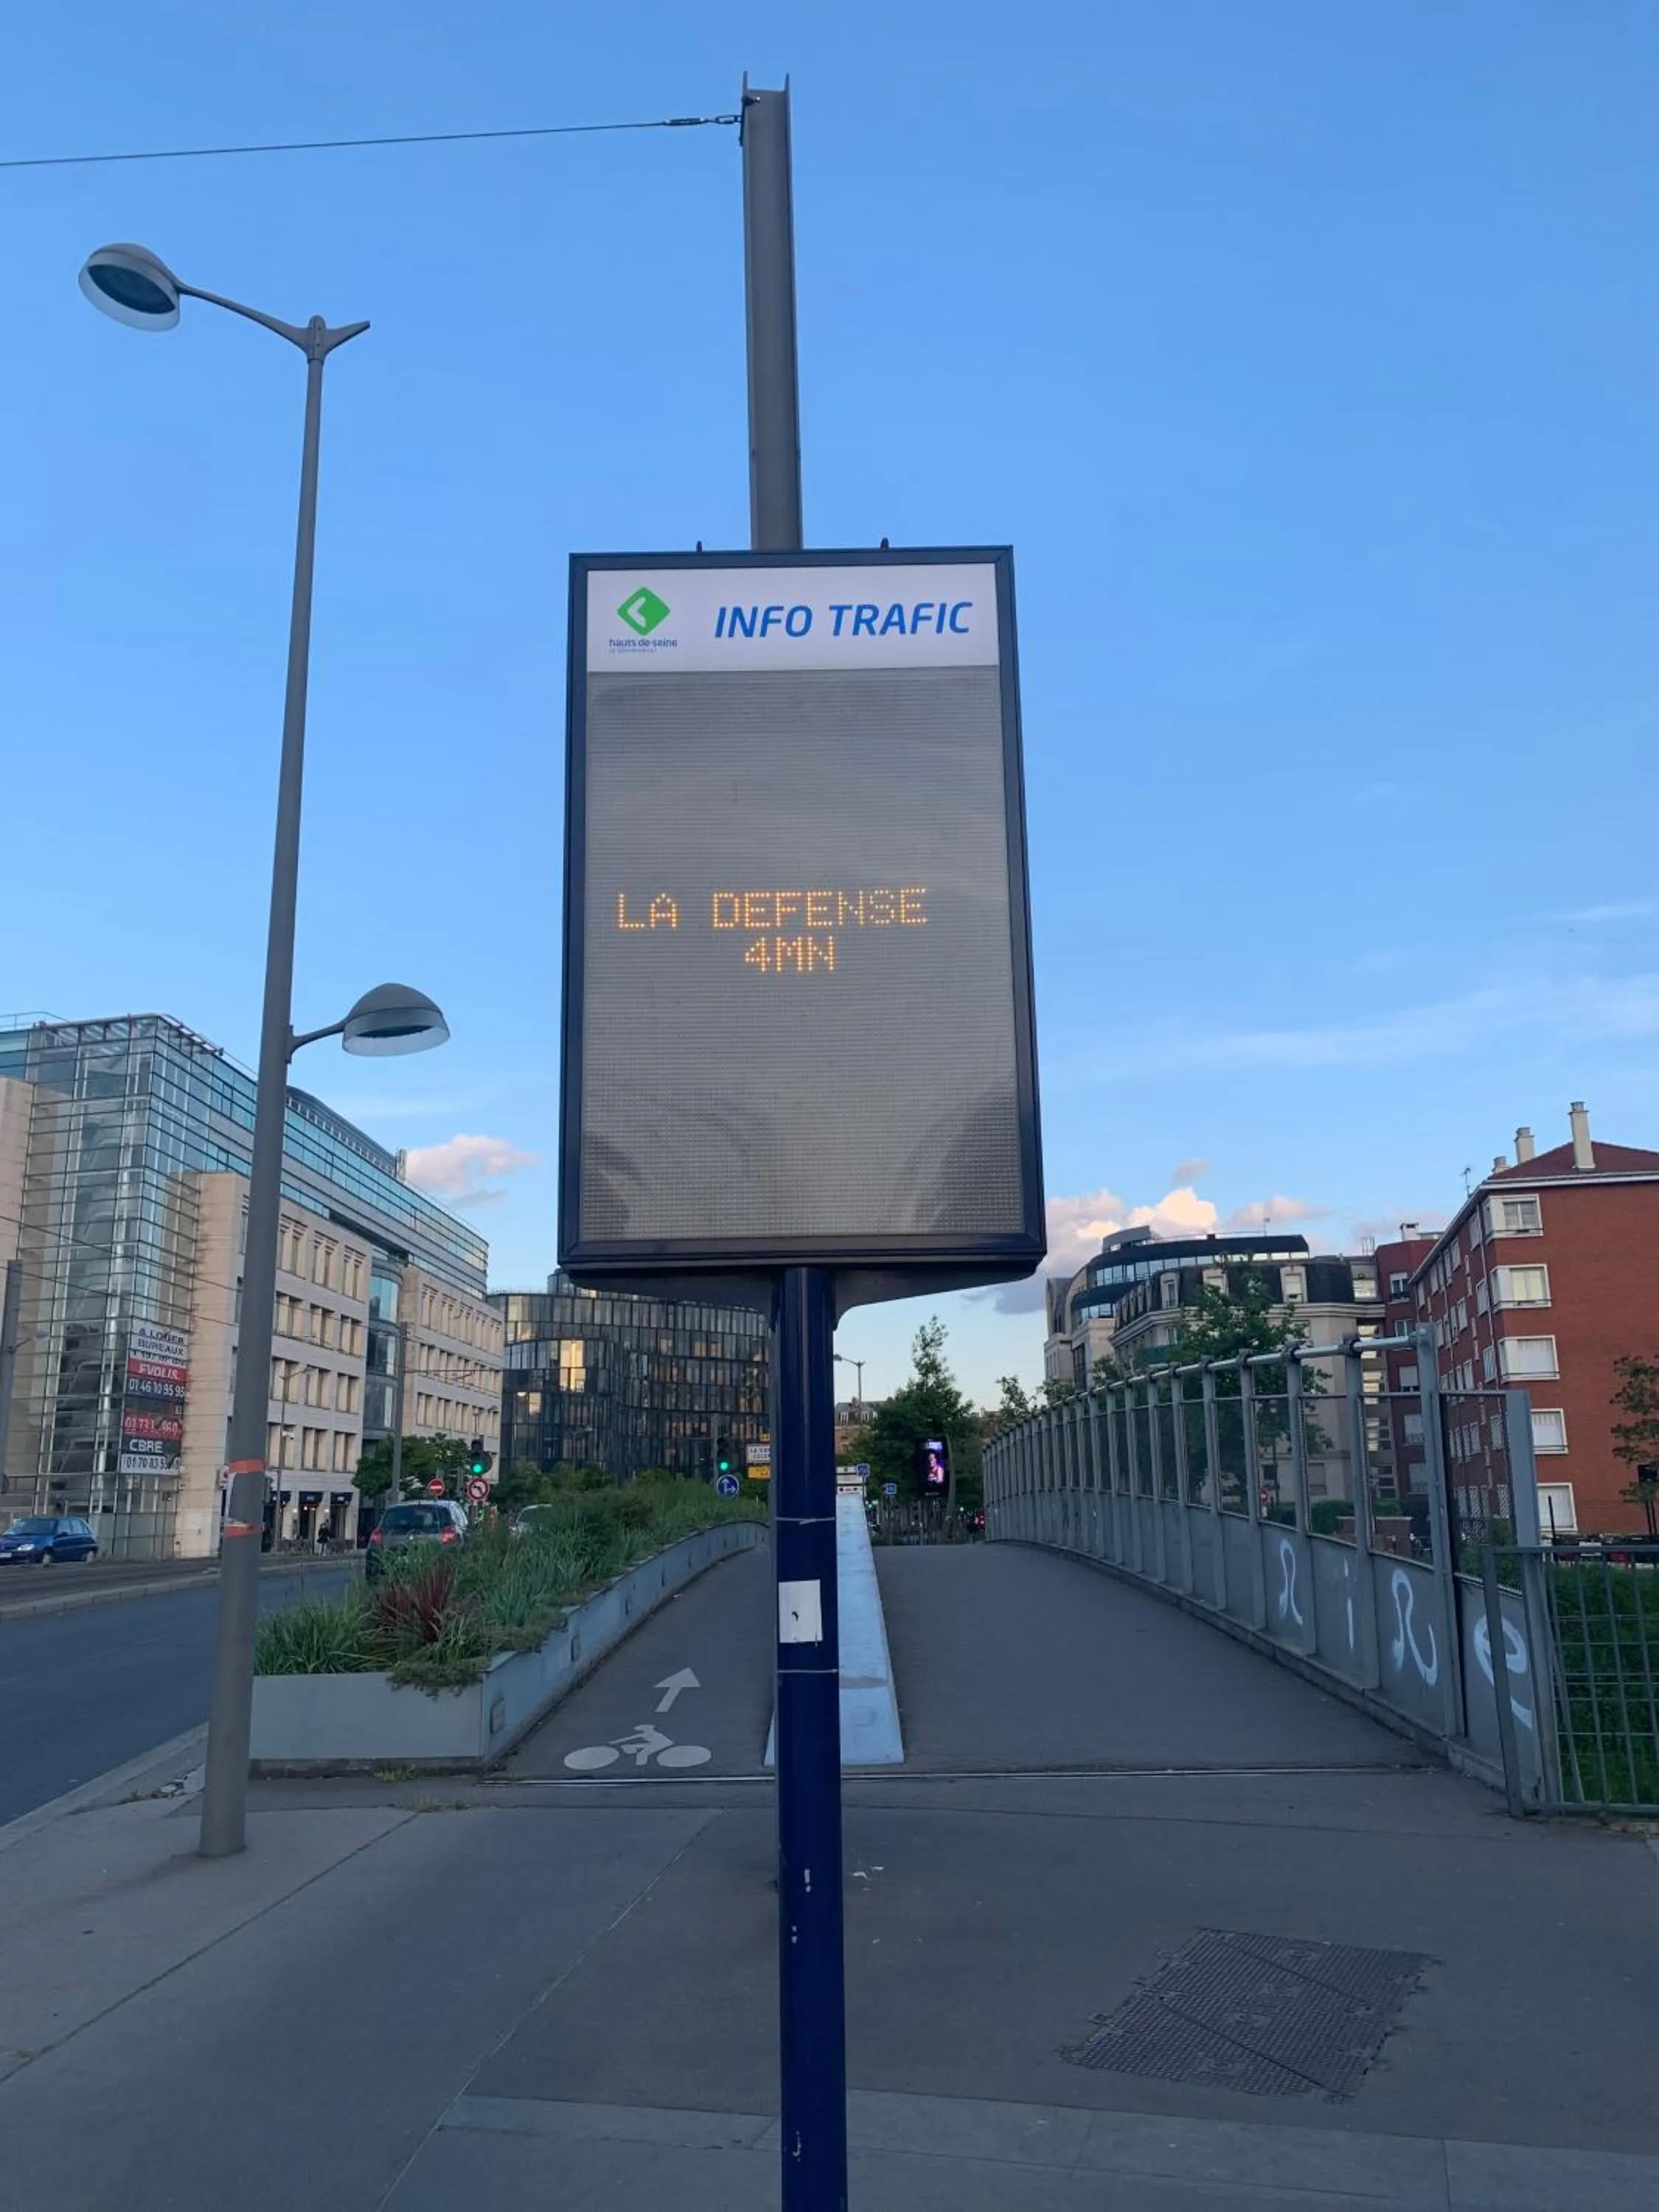 hauts-de-seine
INFO TRAFIC
LA DEFENSE
4MN
A LOUER
BUREAUX
EVOLIS
01 46 10 95 95
CBRE